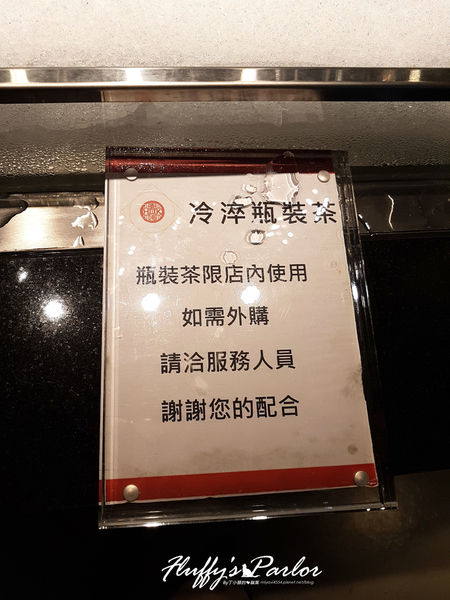 冷淬瓶裝茶
瓶裝茶限店內使用
如需外購
請洽服務人員
謝謝您的配合
Fluffy's Parlor